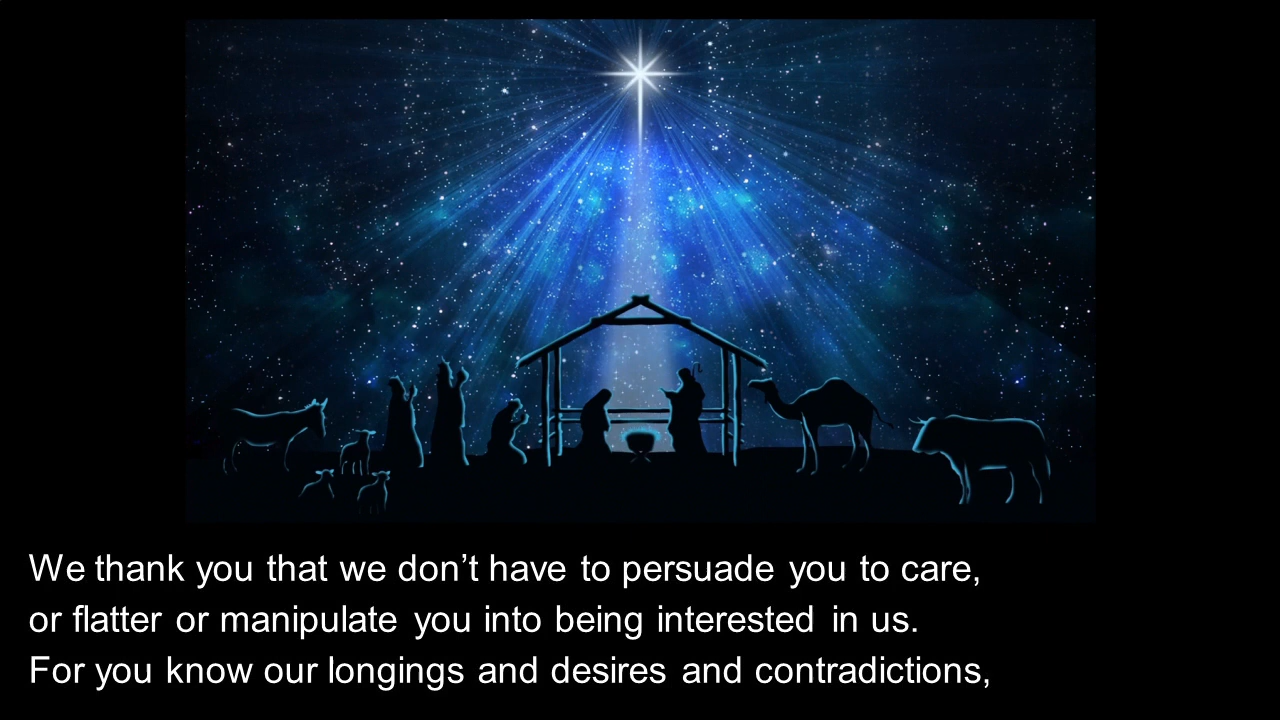 We thank you that we don’t have to persuade you to care,
or flatter or manipulate you into being interested in us.
For you know our longings and desires and contradictions,